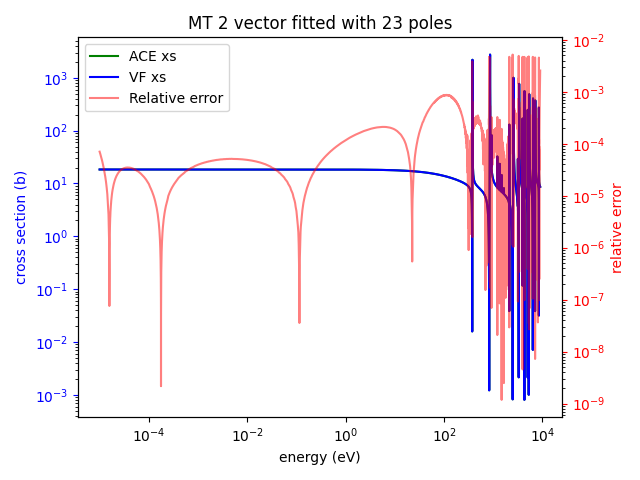 MT 2 vector fitted with 23 poles
ACE xs
VF xs
Relative error
cross section (b)
10³
10²
10¹
10⁰
10⁻¹
10⁻²
10⁻³
relative error
10⁻²
10⁻³
10⁻⁴
10⁻⁵
10⁻⁶
10⁻⁷
10⁻⁸
10⁻⁹
10⁻⁴ 10⁻² 10⁰ 10² 10⁴
energy (eV)